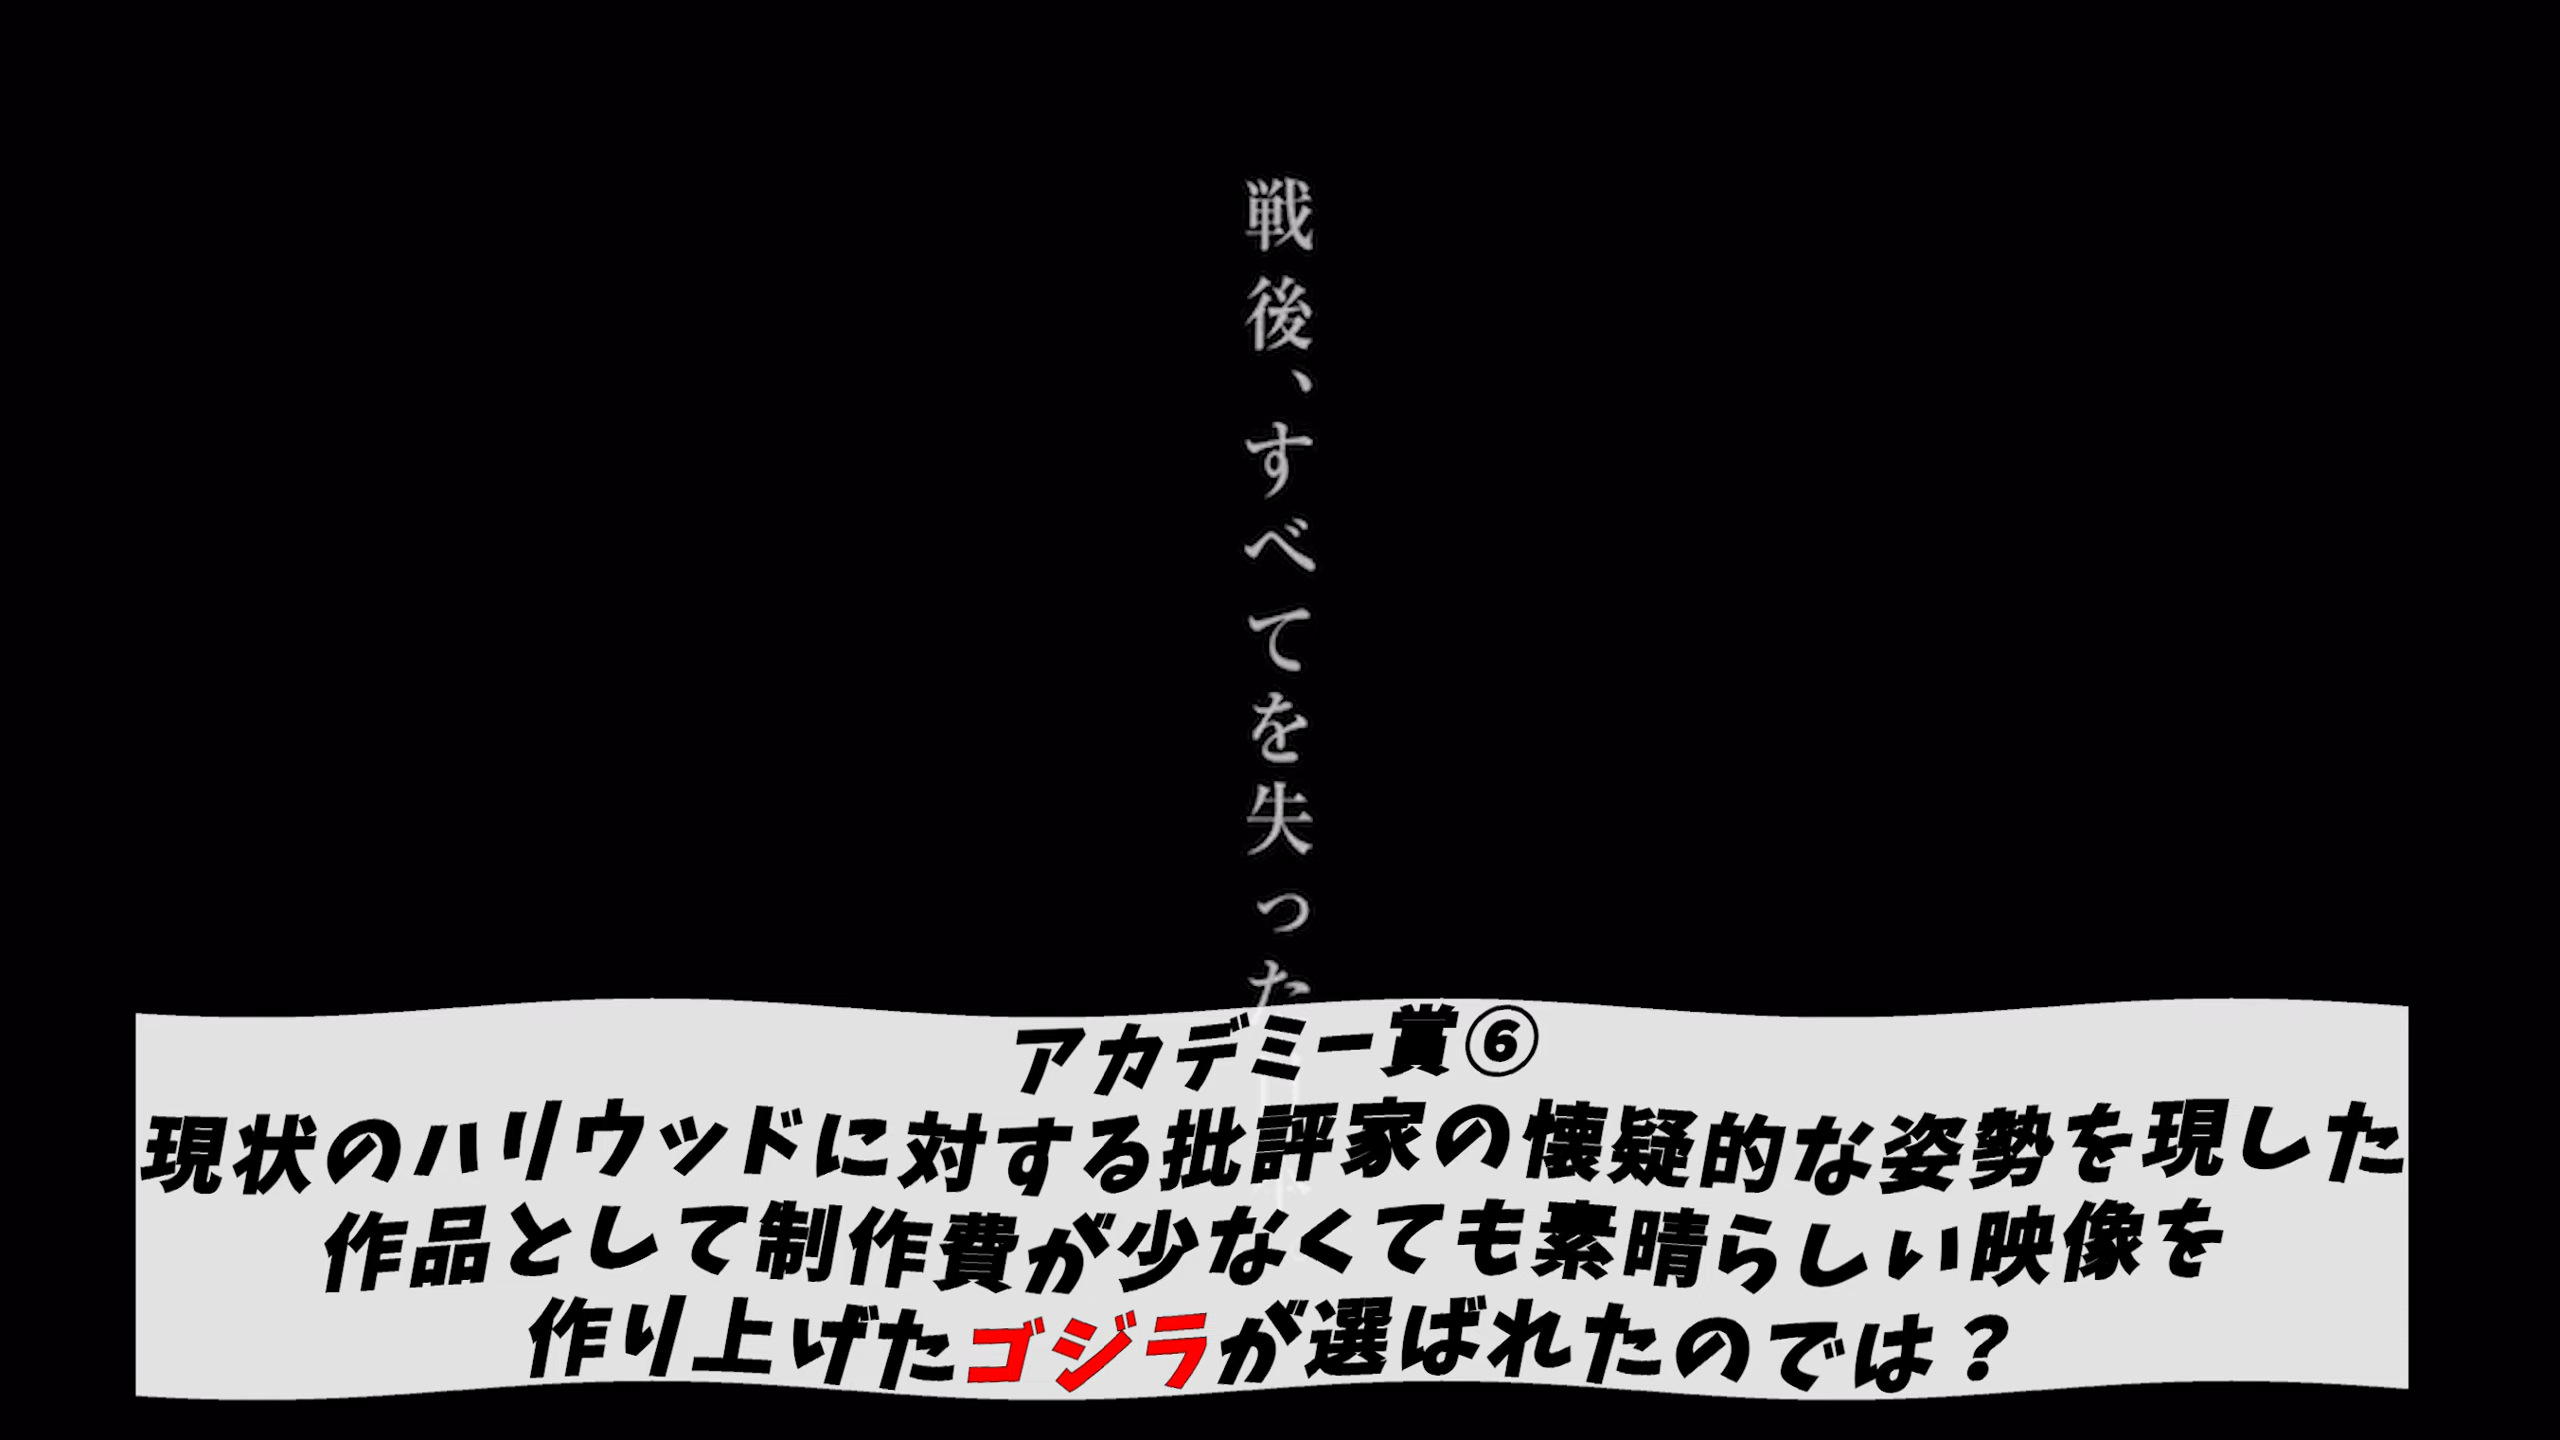 戦後、すべてを失った
アカデミー賞⑥
現状のハリウッドに対する批評家の懐疑的な姿勢を現した
作品として制作費が少なくても素晴らしい映像を
作り上げたゴジラが選ばれたのでは？